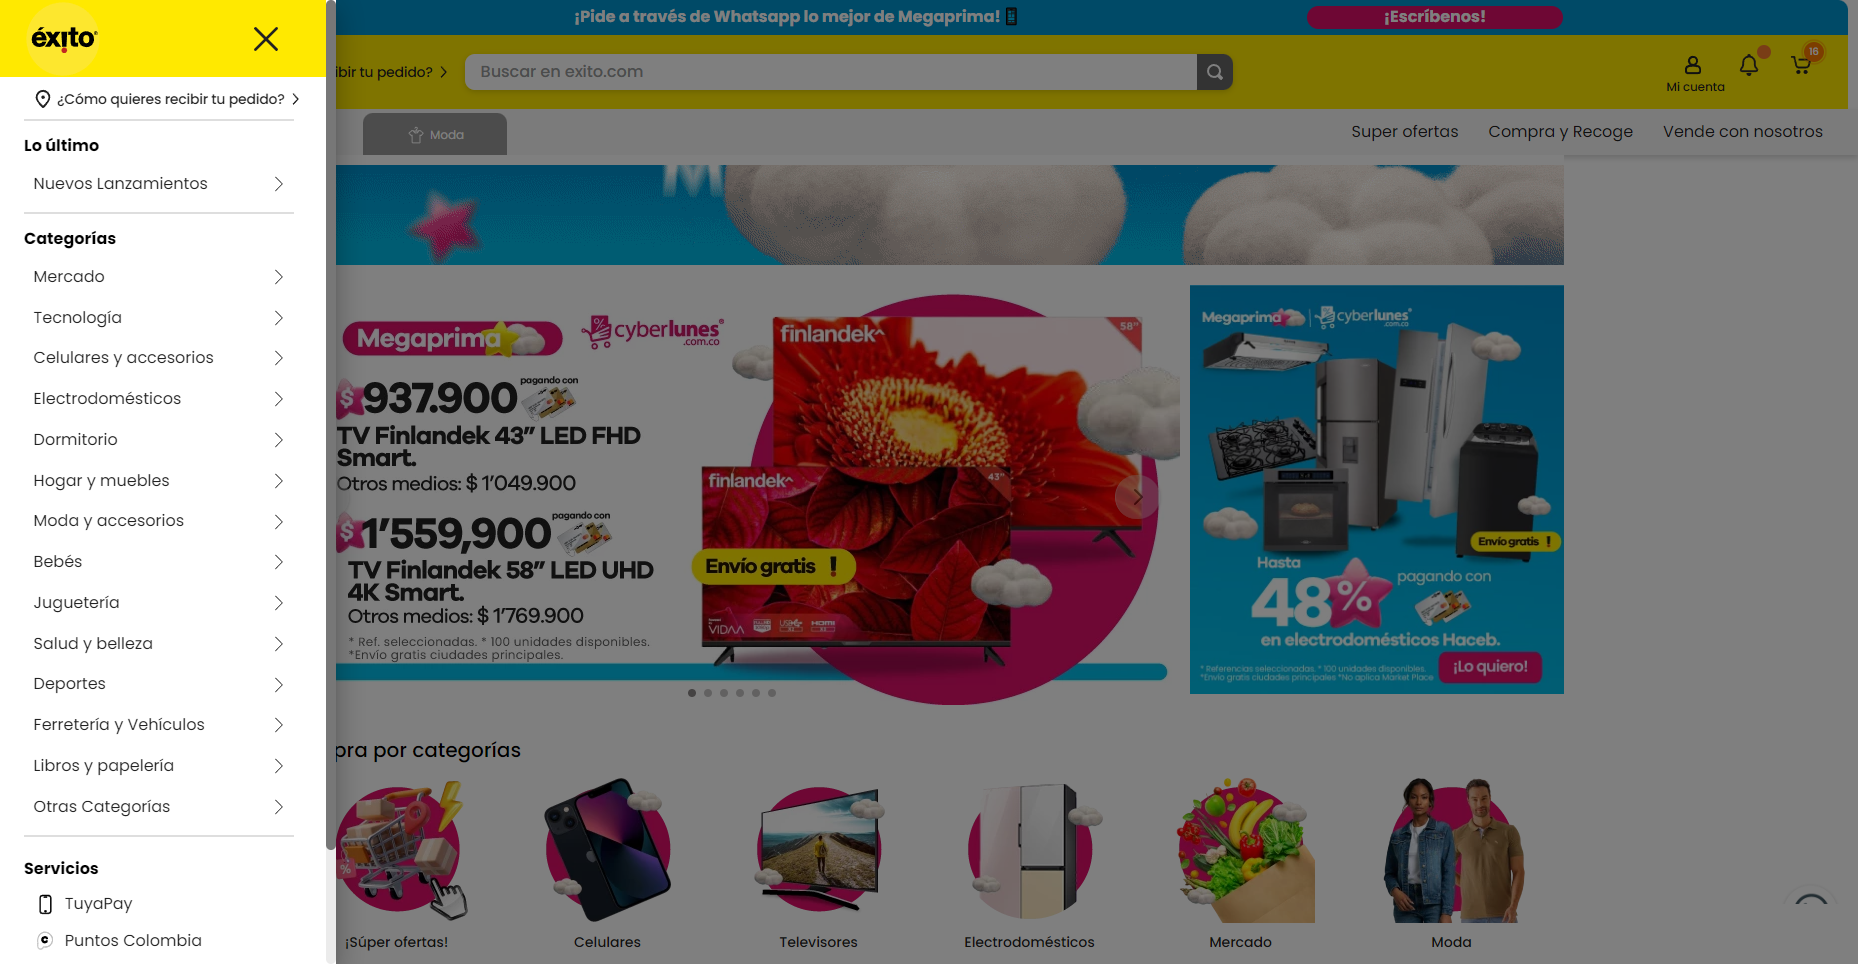 éxito
¿Cómo quieres recibir tu pedido?
Lo último
Nuevos Lanzamientos
Categorías
Mercado
Tecnología
Celulares y accesorios
Electrodomésticos
Dormitorio
Hogar y muebles
Moda y accesorios
Bebés
Juguetería
Salud y belleza
Deportes
Ferretería y Vehículos
Libros y papelería
Otras Categorías
Servicios
TuyaPay
Puntos Colombia
¡Pide a través de Whatsapp lo mejor de Megaprima!
¡Escríbenos!
ibir tu pedido?
Buscar en exito.com
Mi cuenta
16
Moda
Super ofertas
Compra y Recoge
Vende con nosotros
Megaprima
cyberlunes
.com.co
$937.900
pagando con
TV Finlandek 43" LED FHD
Smart.
Otros medios: $ 1'049.900
$1'559,900
pagando con
TV Finlandek 58" LED UHD
4K Smart.
Otros medios: $ 1'769.900
* Ref. seleccionadas. * 100 unidades disponibles.
*Envío gratis ciudades principales.
finlandek
58"
finlandek
43"
Envío gratis !
VIDAA
HDMI
Megaprima
cyberlunes
.com.co
Envío gratis !
Hasta
48%
pagando con
en electrodomésticos Haceb.
* Referencias seleccionadas. * 100 unidades disponibles.
*Envío gratis ciudades principales *No aplica Market Place
¡Lo quiero!
pra por categorías
%
¡Súper ofertas!
Celulares
Televisores
Electrodomésticos
Mercado
Moda